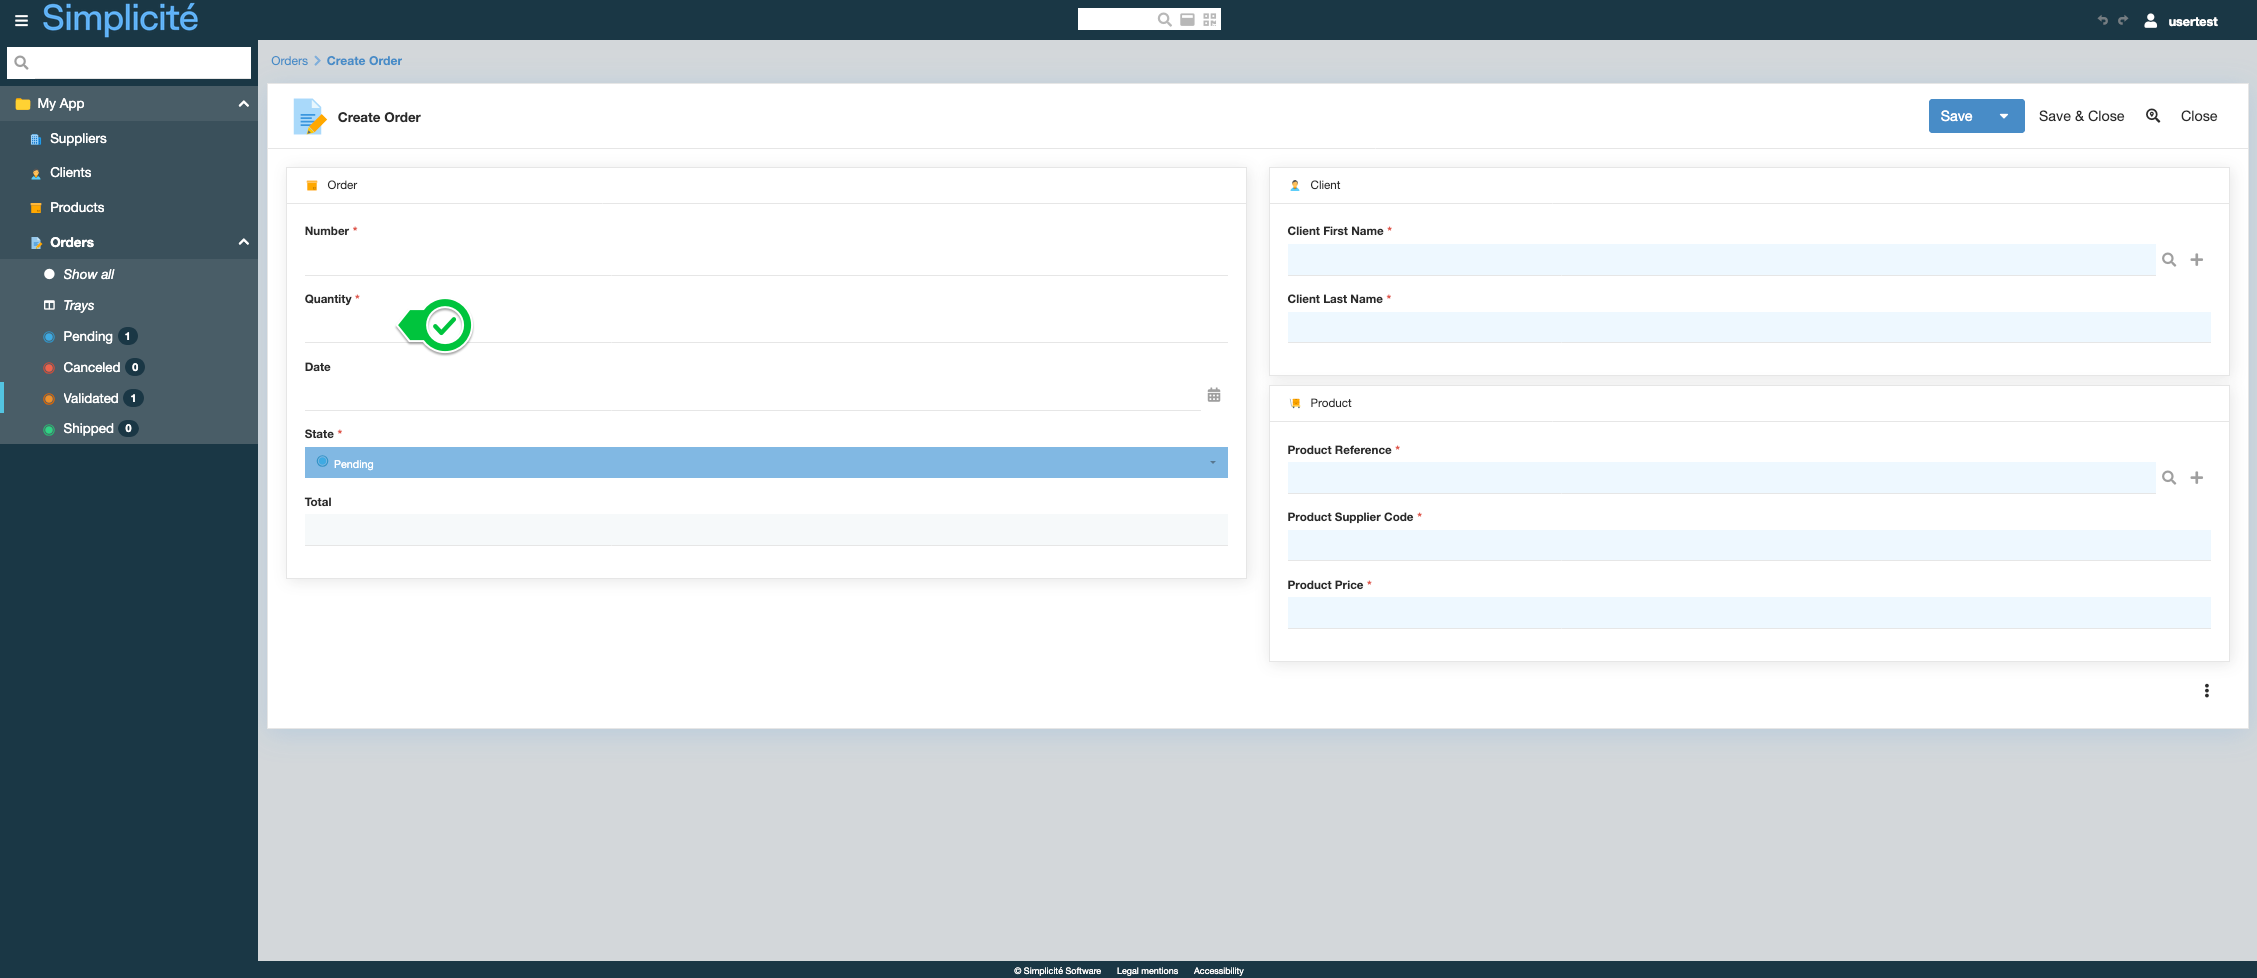 Simplicité
usertest
Orders > Create Order
My App
Suppliers
Clients
Products
Orders
Show all
Trays
Pending 1
Canceled 0
Validated 1
Shipped 0
Create Order
Save
Save & Close
Close
Order
Number *
Quantity *
Date
State *
Pending
Total
Client
Client First Name *
Client Last Name *
Product
Product Reference *
Product Supplier Code *
Product Price *
© Simplicité Software Legal mentions Accessibility